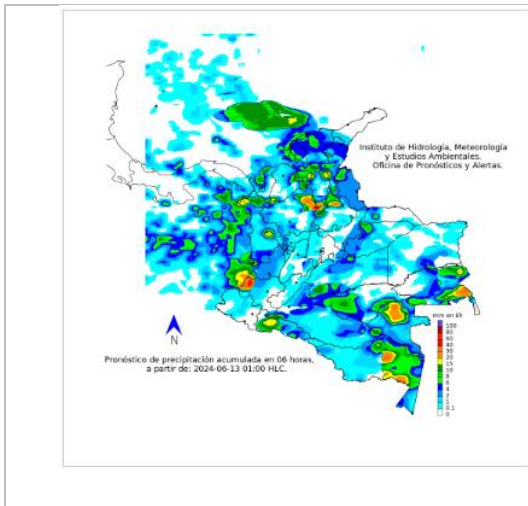 Instituto de Hidrología, Meteorología
y Estudios Ambientales.
Oficina de Pronósticos y Alertas.
mm en 6h
100
80
60
40
30
20
15
10
8
6
4
2
1
0.1
0
N
Pronóstico de precipitación acumulada en 06 horas.
a partir de: 2024-06-13 01:00 HLC.